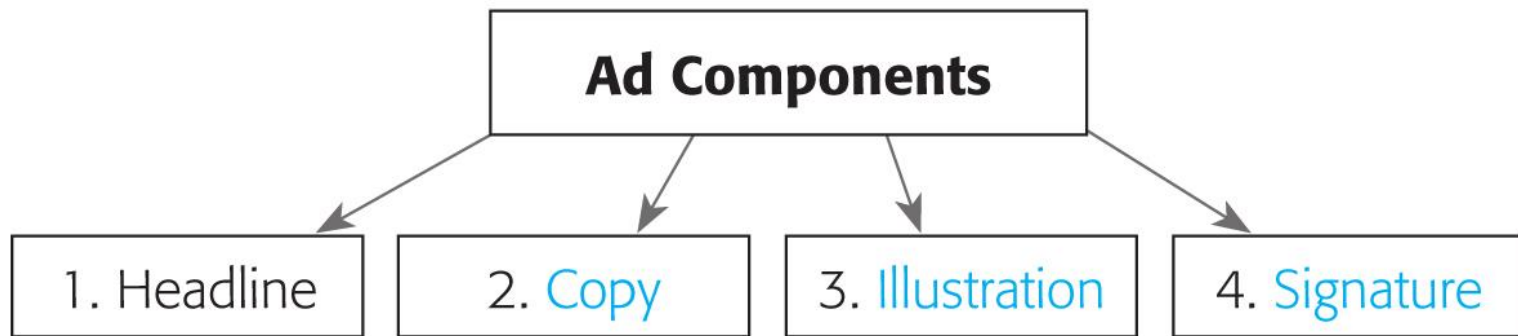 Ad Components
1. Headline
2. Copy
3. Illustration
4. Signature